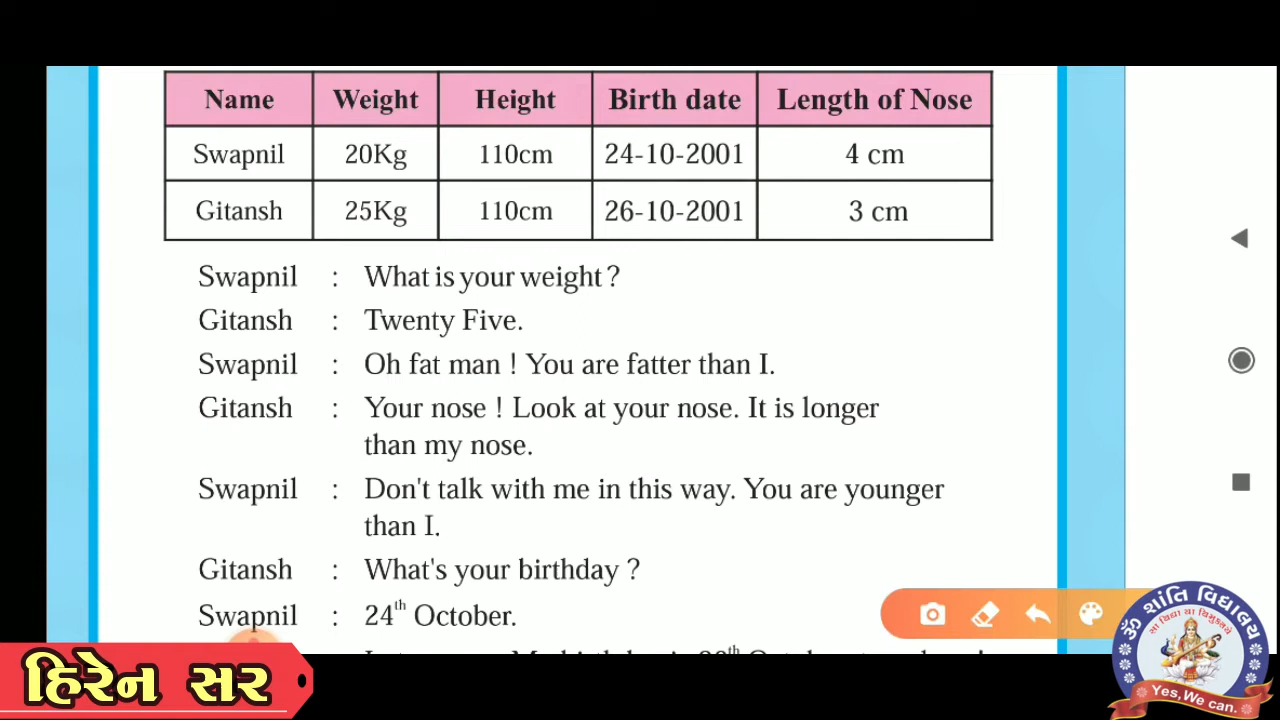 Name Weight Height Birth date Length of Nose
Swapnil 20Kg 110cm 24-10-2001 4 cm
Gitansh 25Kg 110cm 26-10-2001 3 cm
Swapnil : What is your weight ?
Gitansh : Twenty Five.
Swapnil : Oh fat man ! You are fatter than I.
Gitansh : Your nose ! Look at your nose. It is longer
than my nose.
Swapnil : Don't talk with me in this way. You are younger
than I.
Gitansh : What's your birthday ?
Swapnil : 24th October.
હિરેન સર
ૐ શાંતિ વિદ્યાલય
સા વિદ્યા યા વિમુક્તયે
Yes, We can.